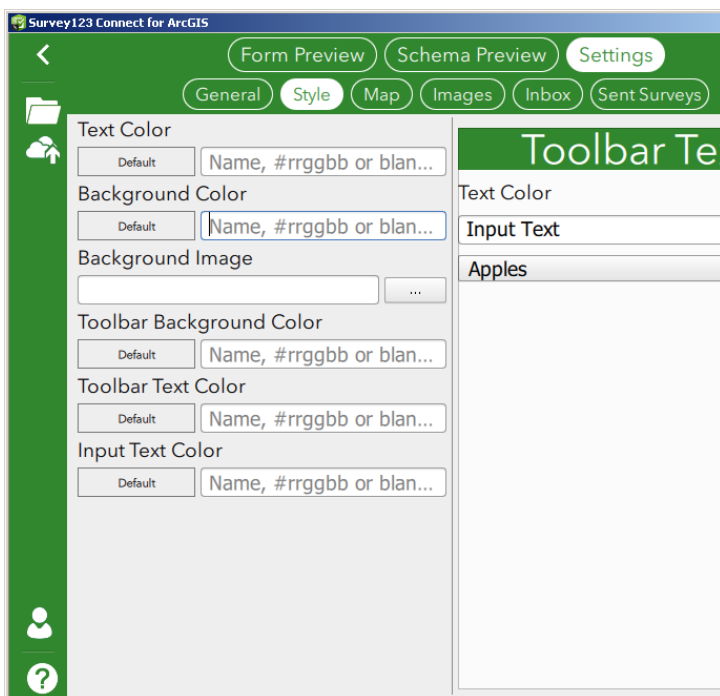 Survey123 Connect for ArcGIS
Form Preview Schema Preview Settings
General Style Map Images Inbox Sent Surveys
Text Color
Default Name, #rrggbb or blan...
Background Color
Default Name, #rrggbb or blan...
Background Image
...
Toolbar Background Color
Default Name, #rrggbb or blan...
Toolbar Text Color
Default Name, #rrggbb or blan...
Input Text Color
Default Name, #rrggbb or blan...
?
Toolbar Te
Text Color
Input Text
Apples